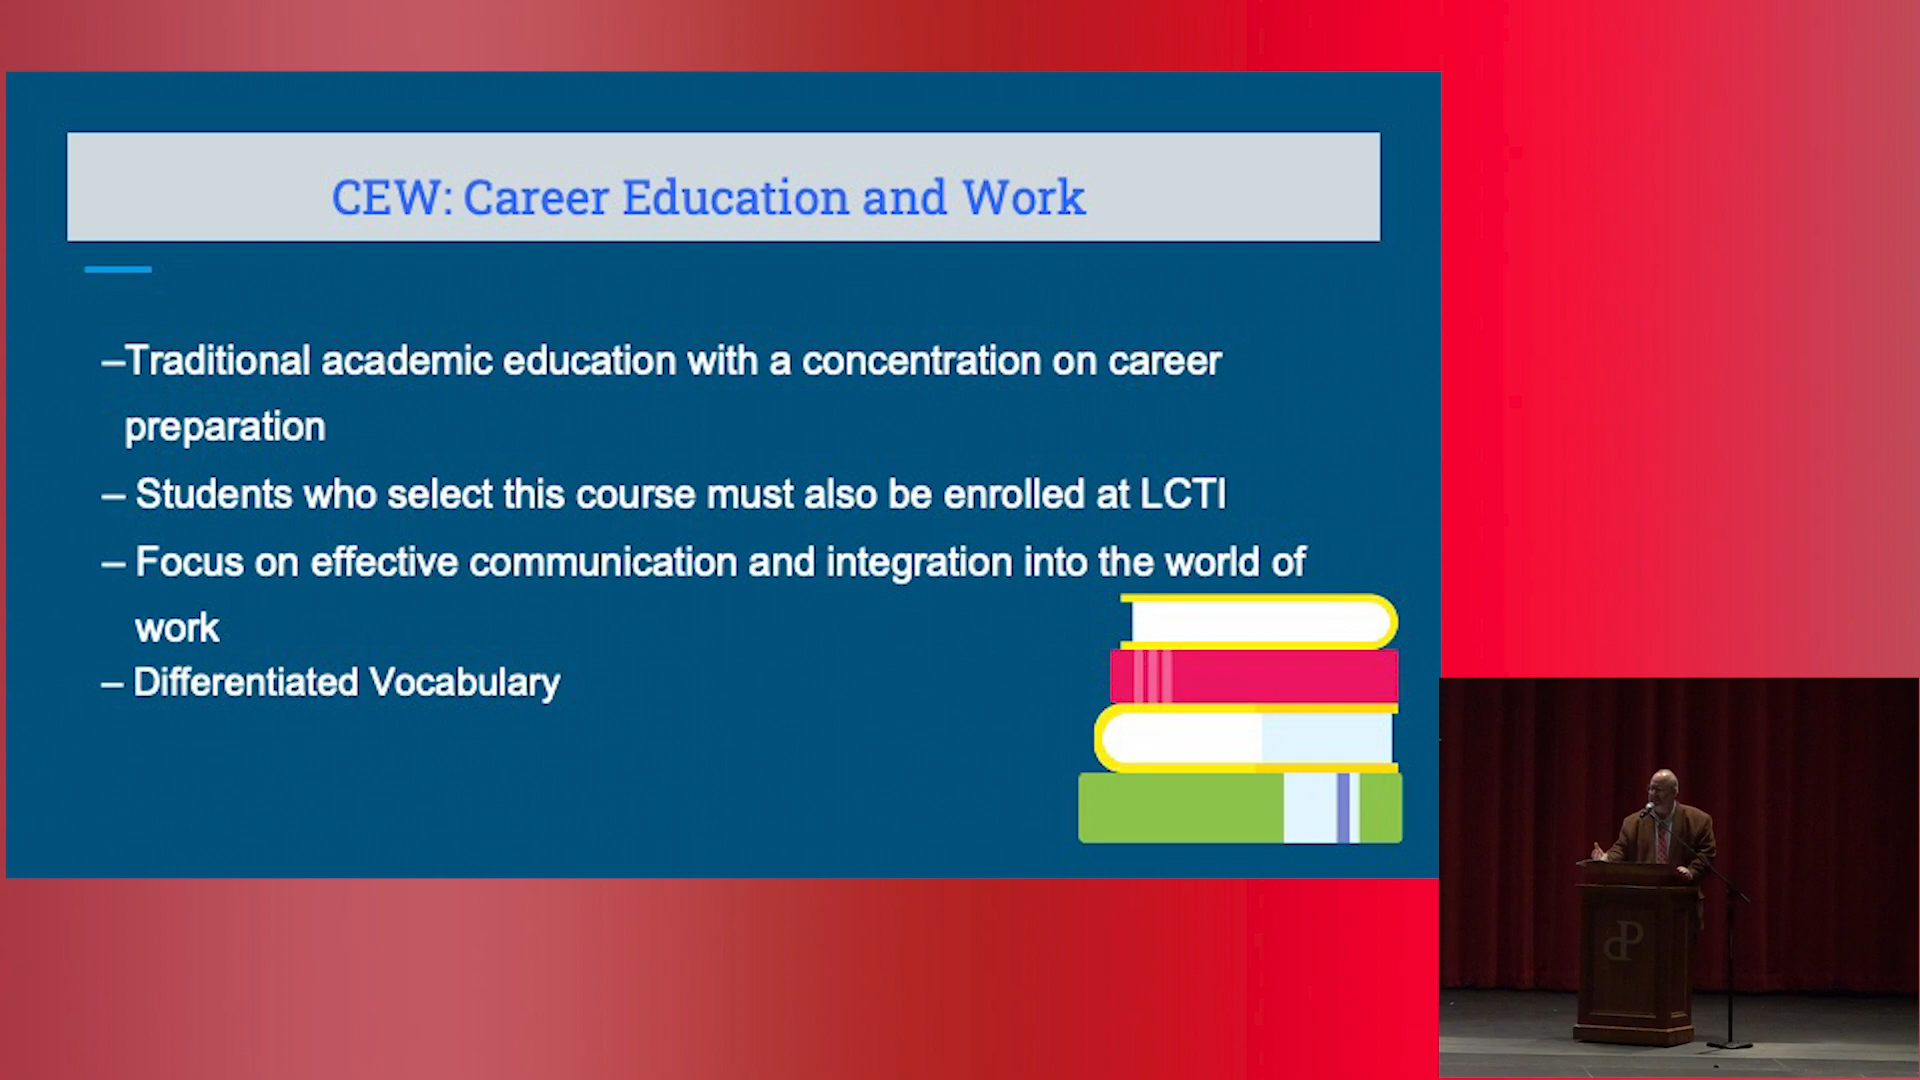 CEW: Career Education and Work
–Traditional academic education with a concentration on career
preparation
– Students who select this course must also be enrolled at LCTI
– Focus on effective communication and integration into the world of
work
– Differentiated Vocabulary